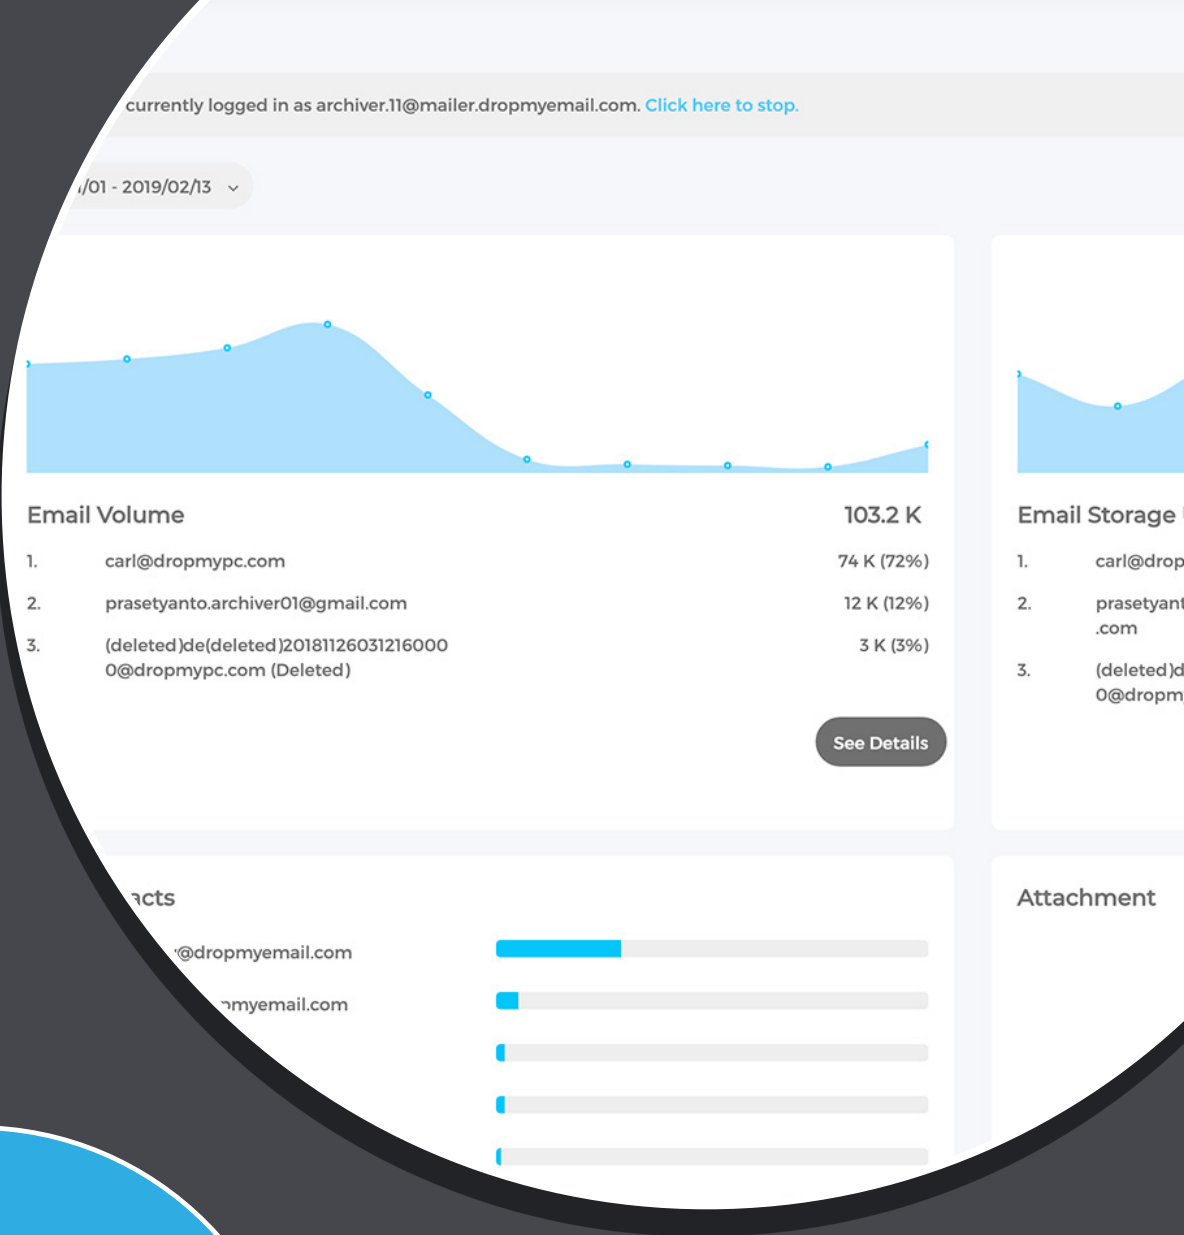 currently logged in as archiver.11@mailer.dropmyemail.com. Click here to stop.
/01 - 2019/02/13
Email Volume 103.2 K
1. carl@dropmypc.com 74 K (72%)
2. prasetyanto.archiver01@gmail.com 12 K (12%)
3. (deleted)de(deleted)20181126031216000
0@dropmypc.com (Deleted) 3 K (3%)
See Details
Email Storage
1. carl@drop
2. prasetyant
.com
3. (deleted)d
0@dropm
acts
@dropmyemail.com
myemail.com
Attachment